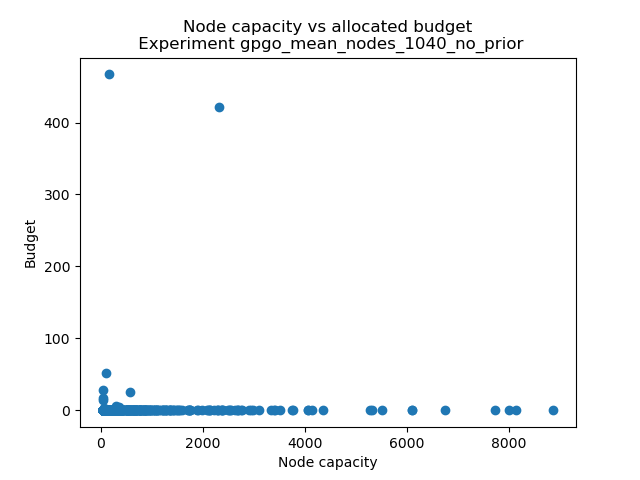 Node capacity vs allocated budget
Experiment gpgo_mean_nodes_1040_no_prior
400
300
200
100
0
Budget
0 2000 4000 6000 8000
Node capacity